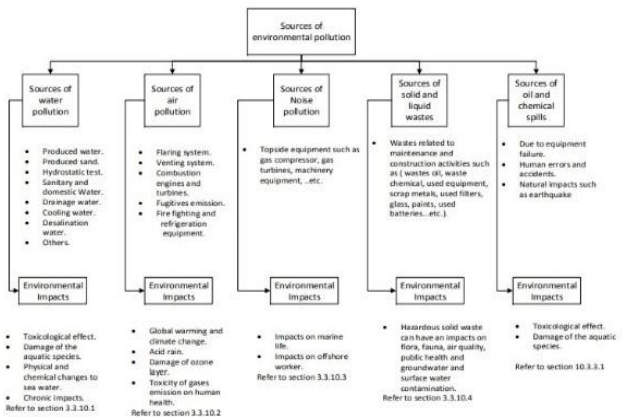 Sources of
environmental pollution
Sources of
water
pollution
Sources of
air
pollution
Sources of
Noise
pollution
Sources of
solid and
liquid
wastes
Sources of
oil and
chemical
spills
• Produced water.
• Produced sand.
• Hydrostatic test.
• Sanitary and
domestic Water.
• Drainage water.
• Cooling water.
• Desalination
water.
• Others.
• Flaring system.
• Venting system.
• Combustion
engines and
turbines.
• Fugitives emission.
• Fire fighting and
refrigeration
equipment.
• Topside equipment such as
gas compressor, gas
turbines, machinery
equipment, ..etc.
• Wastes related to
maintenance and
construction activities such
as ( wastes oil, waste
chemical, used equipment,
scrap metals, used filters,
glass, paints, used
batteries...etc.).
• Due to equipment
failure.
• Human errors and
accidents.
• Natural impacts such
as earthquake
Environmental
Impacts
Environmental
Impacts
Environmental
Impacts
Environmental
Impacts
Environmental
Impacts
• Toxicological effect.
• Damage of the
aquatic species.
• Physical and
chemical changes to
sea water.
• Chronic impacts.
Refer to section 3.3.10.1
• Global warming and
climate change.
• Acid rain.
• Damage of ozone
layer.
• Toxicity of gases
emission on human
health.
Refer to section 3.3.10.2
• Impacts on marine
life.
• Impacts on offshore
worker.
Refer to section 3.3.10.3
• Hazardous solid waste
can have an impacts on
flora, fauna, air quality,
public health and
groundwater and
surface water
contamination.
Refer to section 3.3.10.4
• Toxicological effect.
• Damage of the aquatic
species.
Refer to section 10.3.3.1